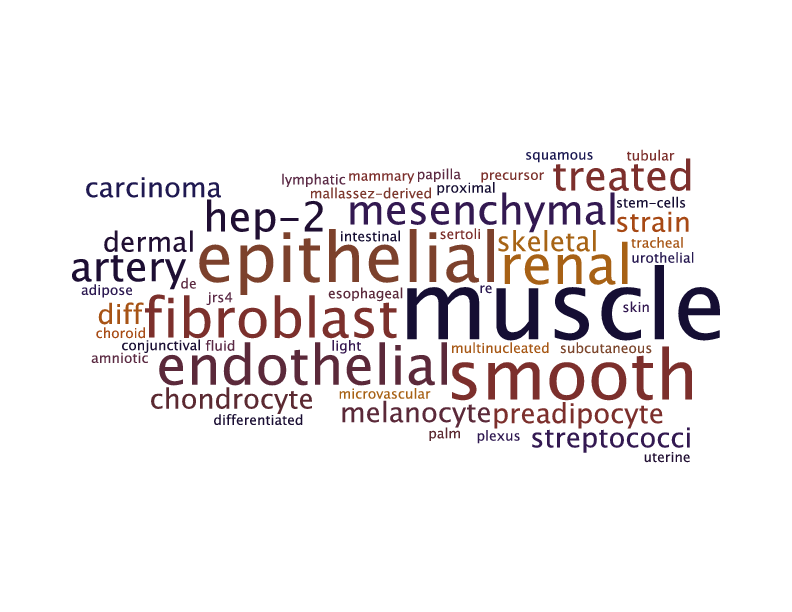 squamous
tubular
lymphatic
mammary
papilla
precursor
treated
carcinoma
mallassez-derived
proximal
hep-2
mesenchymal
stem-cells
strain
dermal
intestinal
sertoli
skeletal
tracheal
artery
epithelial
renal
urothelial
adipose
de
jrs4
esophageal
re
muscle
skin
diff
fibroblast
choroid
conjunctival
fluid
light
multinucleated
subcutaneous
amniotic
endothelial
smooth
chondrocyte
microvascular
melanocyte
preadipocyte
differentiated
palm
plexus
streptococci
uterine